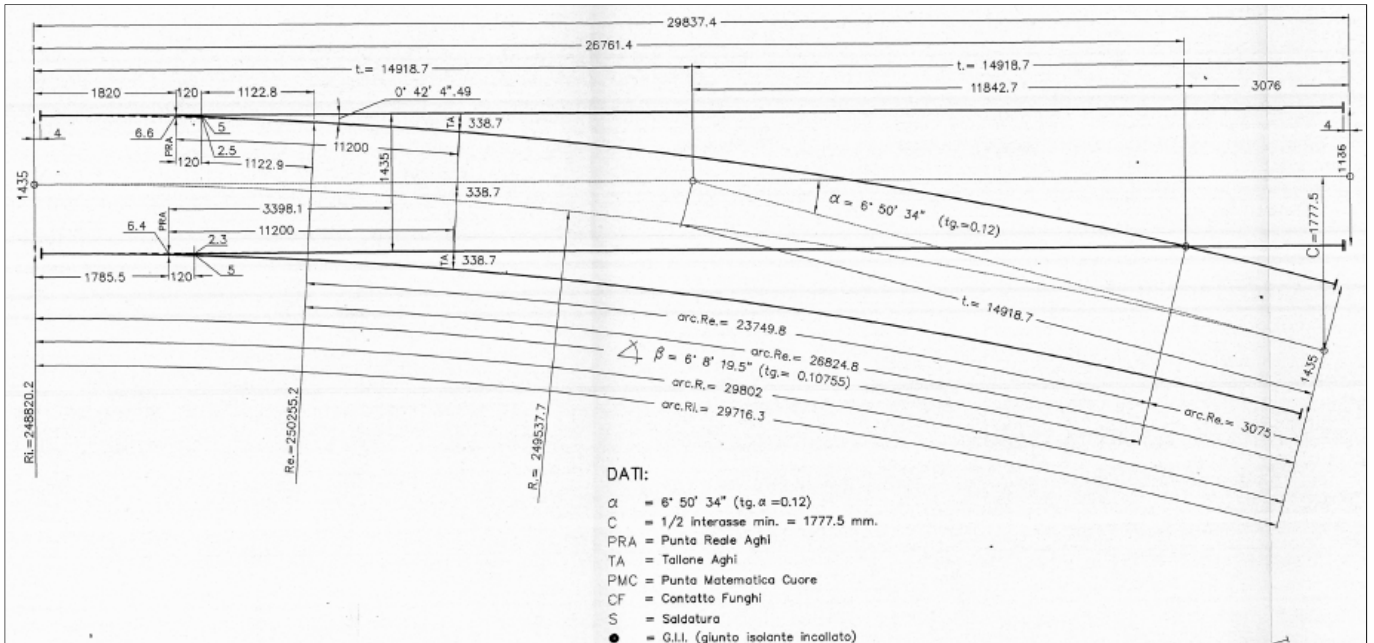 29837.4
26761.4
t.= 14918.7
t.= 14918.7
1820
120
1122.8
0° 42' 4".49
11842.7
3076
4
6.6
PRA
5
2.5
TA
338.7
4
120
1122.9
11200
1435
1435
1136
338.7
α = 6° 50' 34" (tg.=0.12)
C.=1777.5
3398.1
PRA
11200
6.4
2.3
TA
338.7
1785.5
120
5
t.= 14918.7
arc.Re.= 23749.8
arc.Re.= 26824.8
β = 6° 8' 19.5" (tg.= 0.10755)
arc.R.= 29802
arc.Ri.= 29716.3
1435
arc.Re.= 3075
Ri.=248820.2
Re.=250255.2
R.= 249537.7
DATI:
α = 6° 50' 34" (tg.α=0.12)
C = 1/2 interasse min. = 1777.5 mm.
PRA = Punta Reale Aghi
TA = Tallone Aghi
PMC = Punta Matematica Cuore
CF = Contatto Funghi
S = Saldatura
● = G.I.I. (giunto isolante incollato)